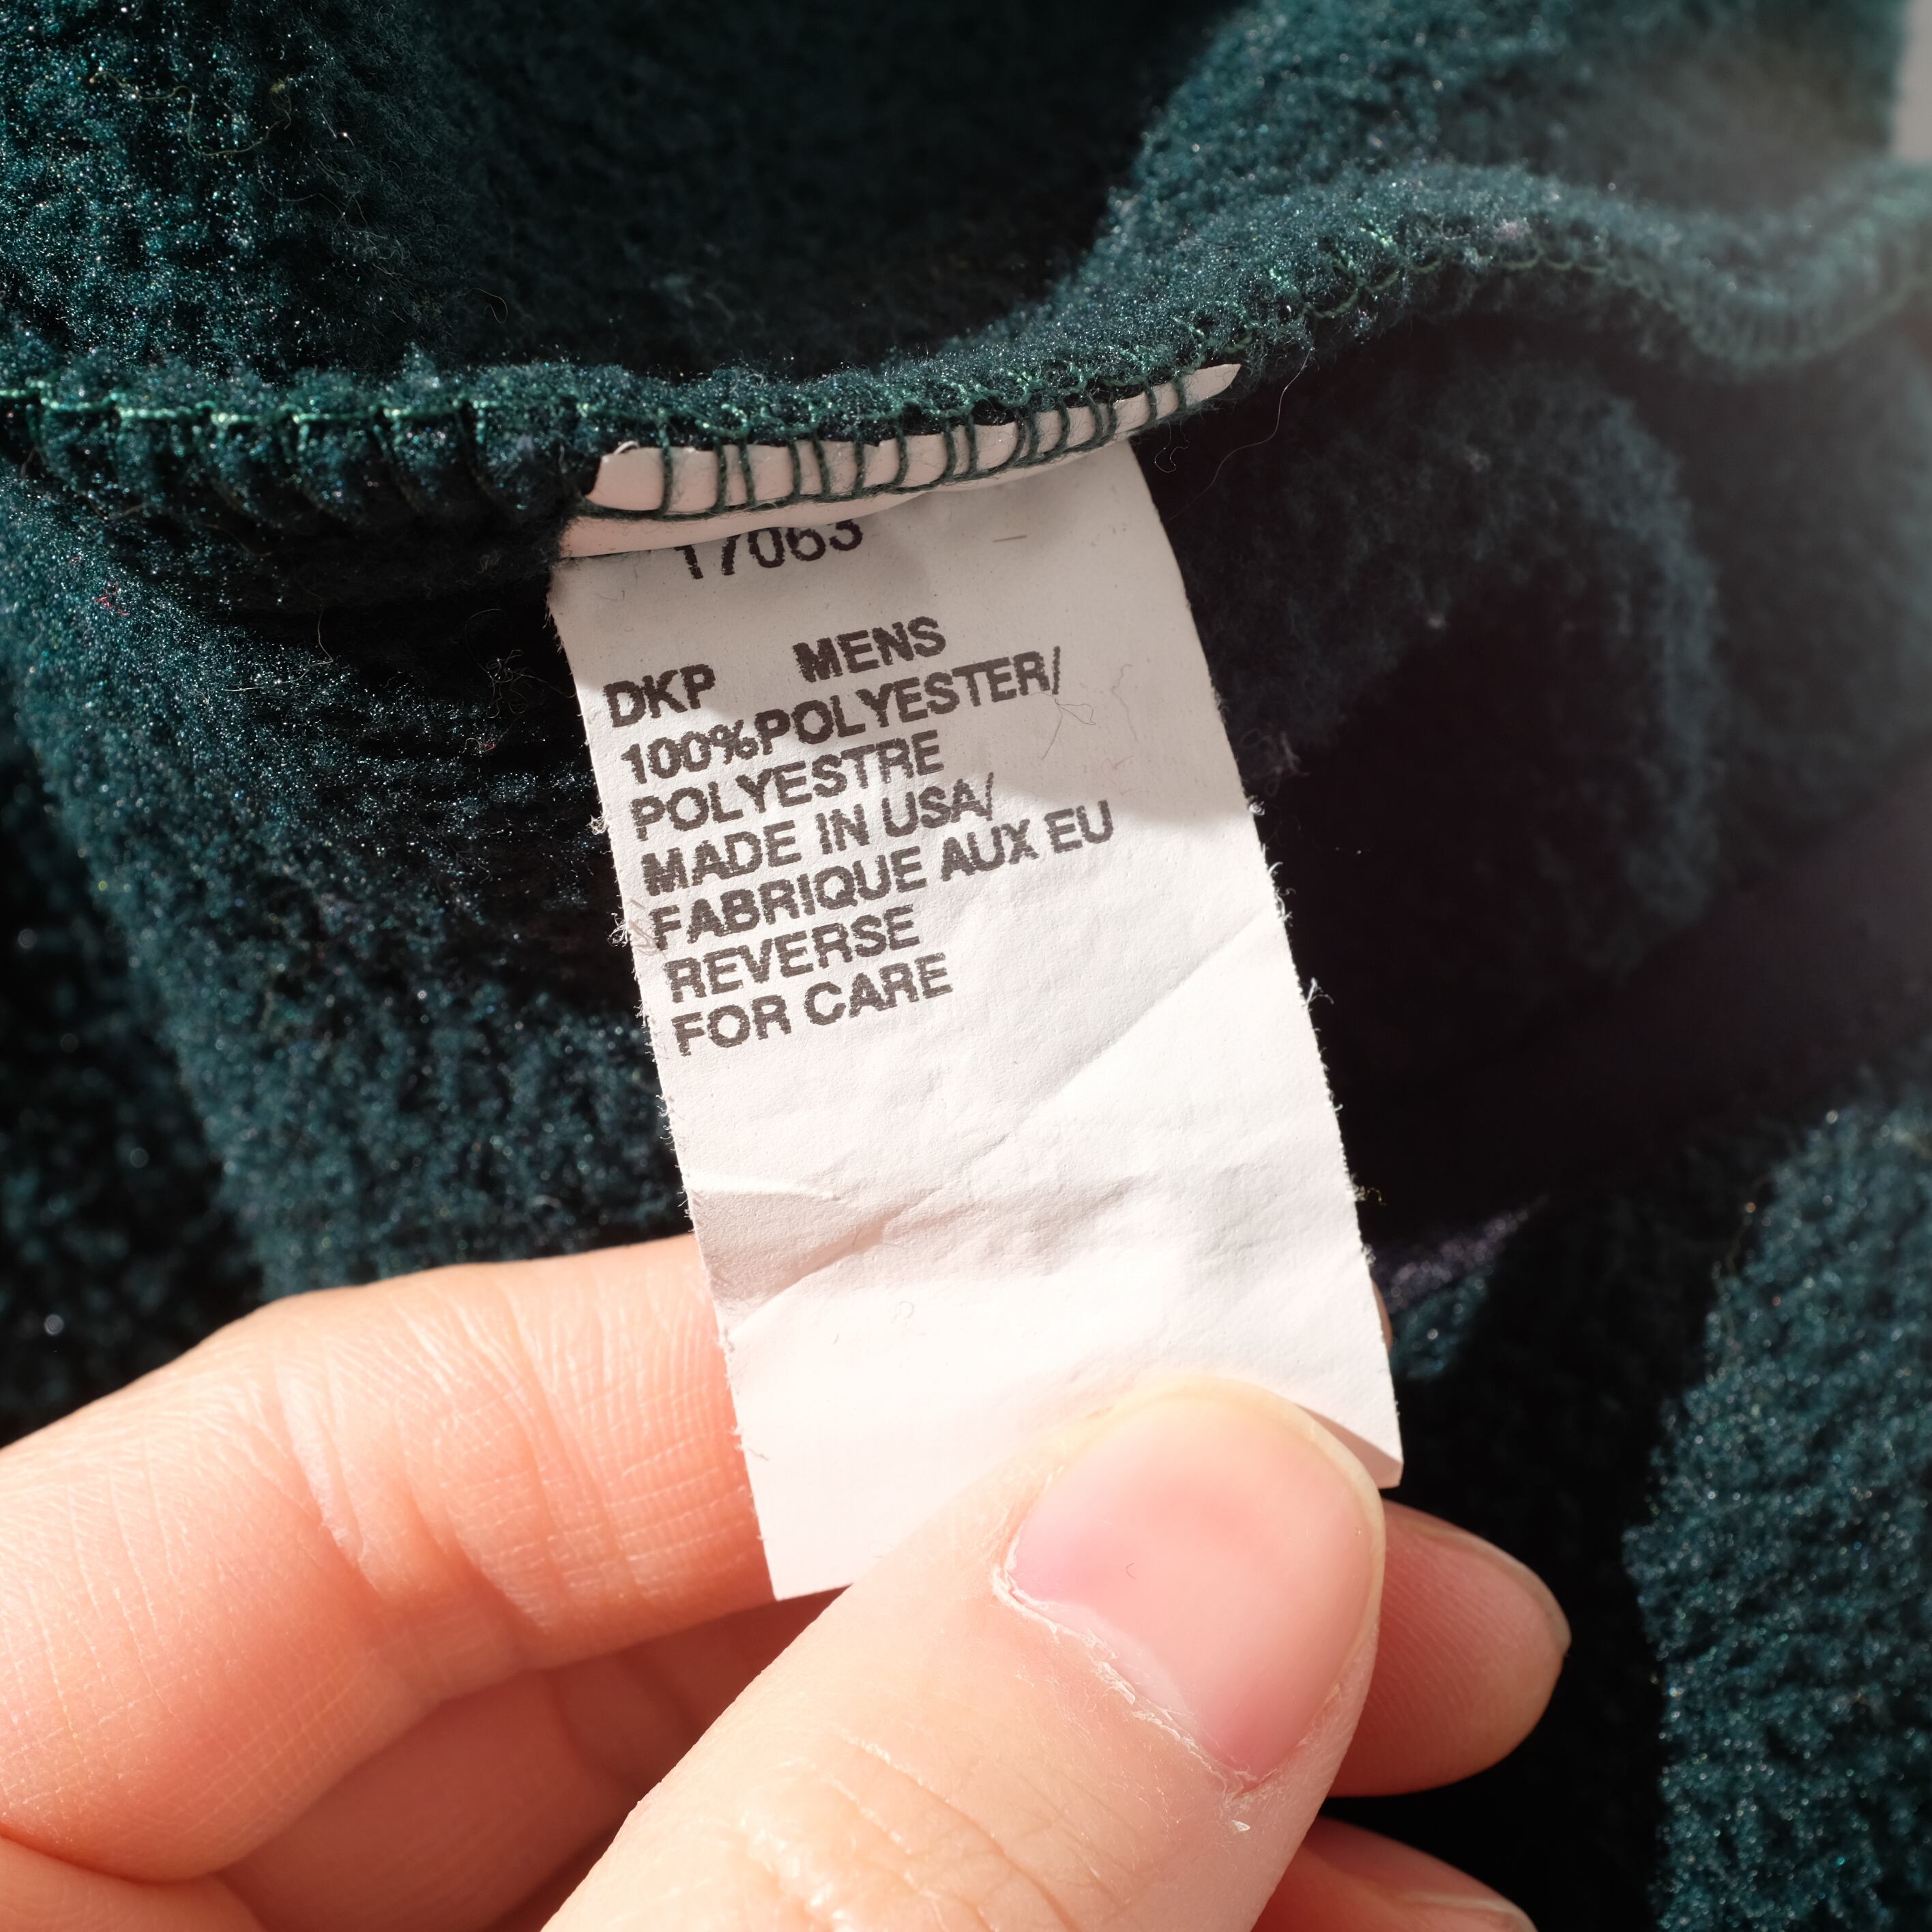 17063
DKP MENS
100%POLYESTER/
POLYESTRE
MADE IN USA/
FABRIQUE AUX EU
REVERSE
FOR CARE